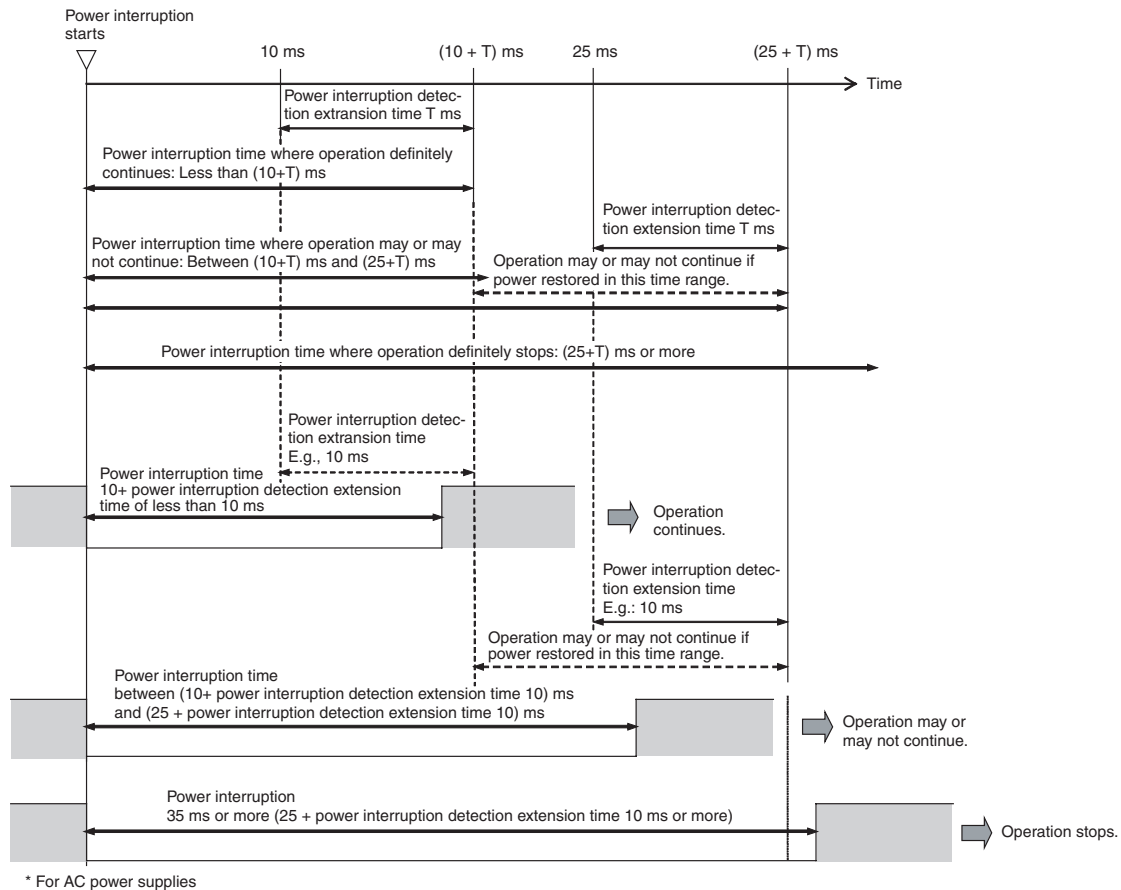 Power interruption
starts
10 ms
(10 + T) ms
25 ms
(25 + T) ms
Time
Power interruption detec-
tion extransion time T ms
Power interruption time where operation definitely
continues: Less than (10+T) ms
Power interruption detec-
tion extension time T ms
Power interruption time where operation may or may
not continue: Between (10+T) ms and (25+T) ms
Operation may or may not continue if
power restored in this time range.
Power interruption time where operation definitely stops: (25+T) ms or more
Power interruption detec-
tion extransion time
E.g., 10 ms
Power interruption time
10+ power interruption detection extension
time of less than 10 ms
Operation
continues.
Power interruption detec-
tion extension time
E.g.: 10 ms
Operation may or may not continue if
power restored in this time range.
Power interruption time
between (10+ power interruption detection extension time 10) ms
and (25 + power interruption detection extension time 10) ms
Operation may or
may not continue.
Power interruption
35 ms or more (25 + power interruption detection extension time 10 ms or more)
Operation stops.
* For AC power supplies